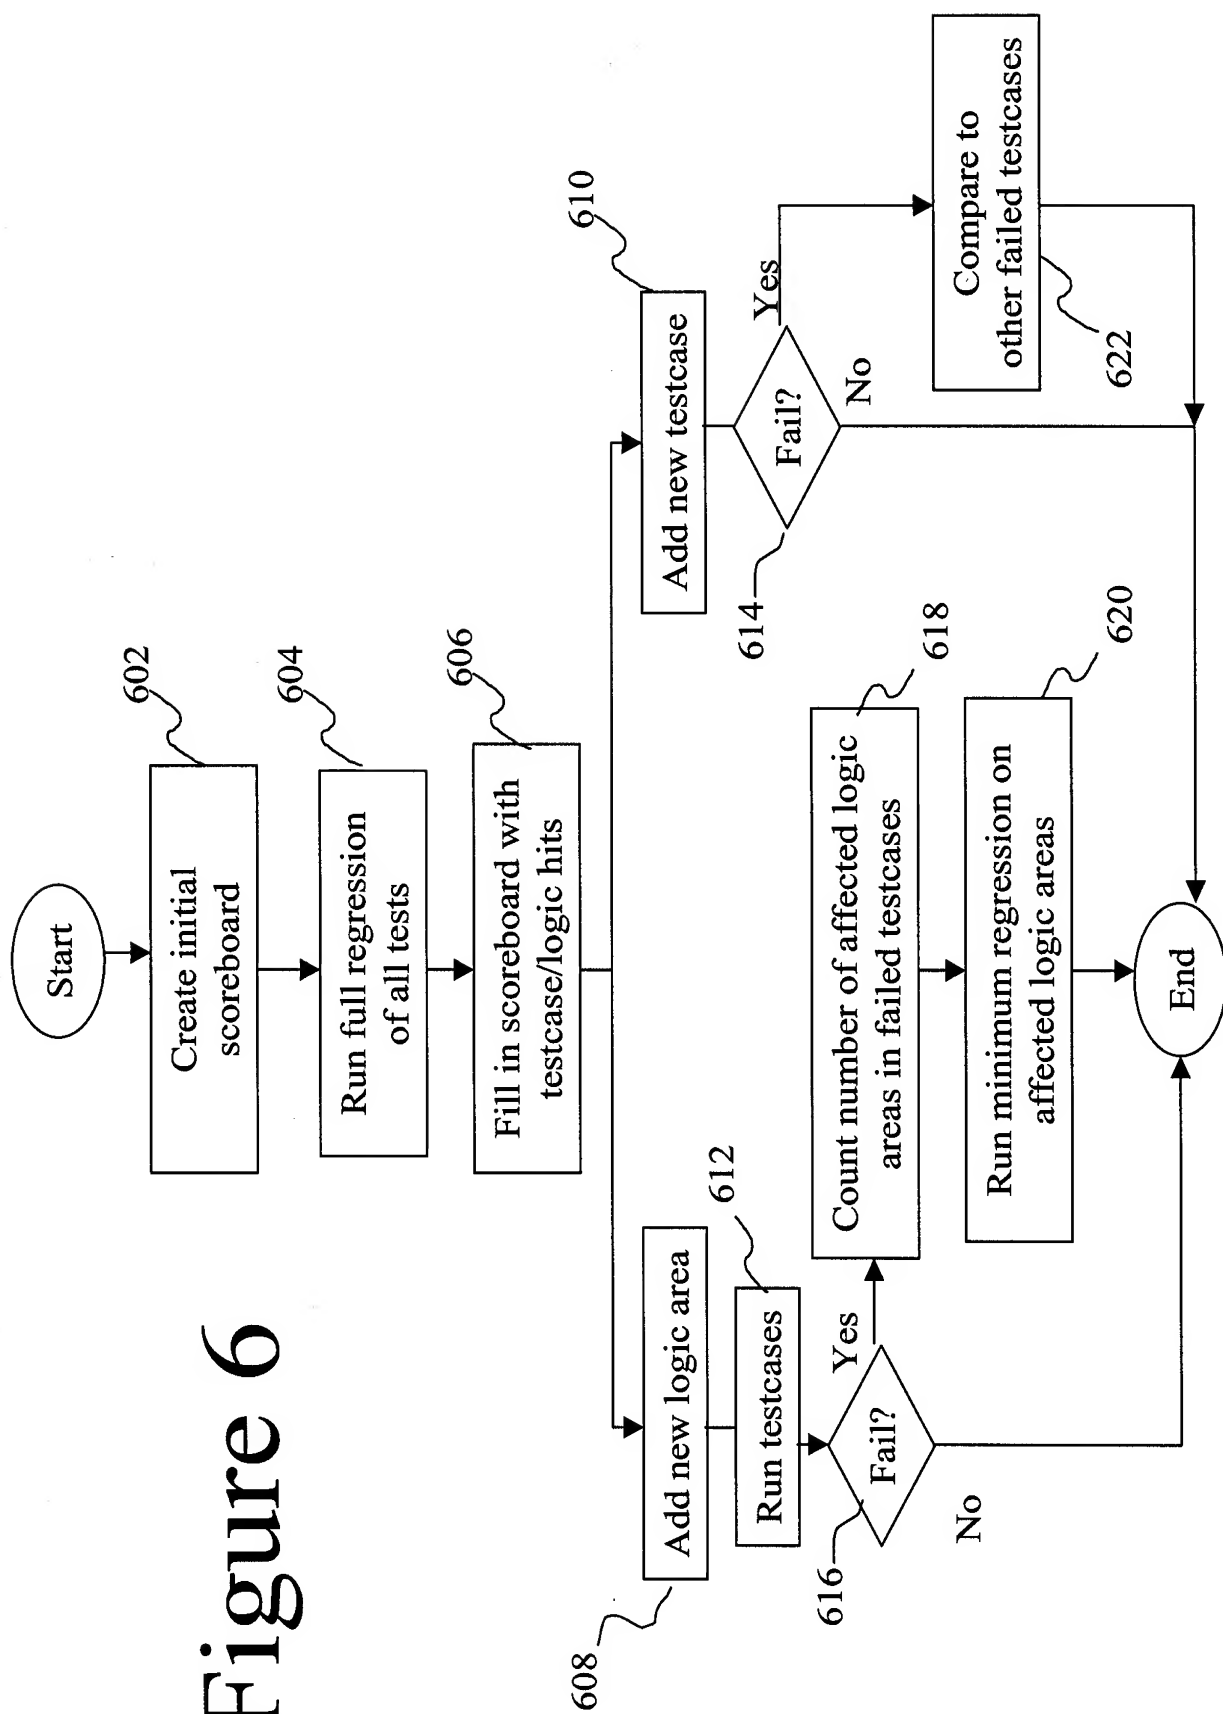 Figure 6
Start
602
Create initial
scoreboard
604
Run full regression
of all tests
606
Fill in scoreboard with
testcase/logic hits
608
Add new logic area
610
Add new testcase
612
Run testcases
614
Fail?
Yes
No
616
Fail?
Yes
No
618
Count number of affected logic
areas in failed testcases
620
Run minimum regression on
affected logic areas
622
Compare to
other failed testcases
End